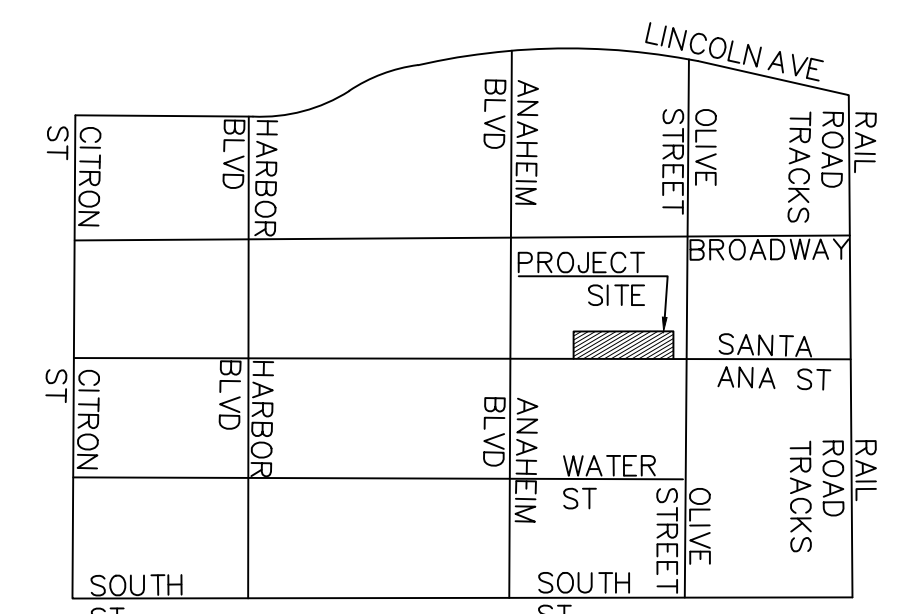 LINCOLN AVE
CITRON
ST
HARBOR
BLVD
ANAHEIM
BLVD
OLIVE
STREET
RAIL
ROAD
TRACKS
BROADWAY
PROJECT
SITE
SANTA
ANA ST
CITRON
ST
HARBOR
BLVD
ANAHEIM
BLVD
WATER
ST
OLIVE
STREET
RAIL
ROAD
TRACKS
SOUTH
SOUTH